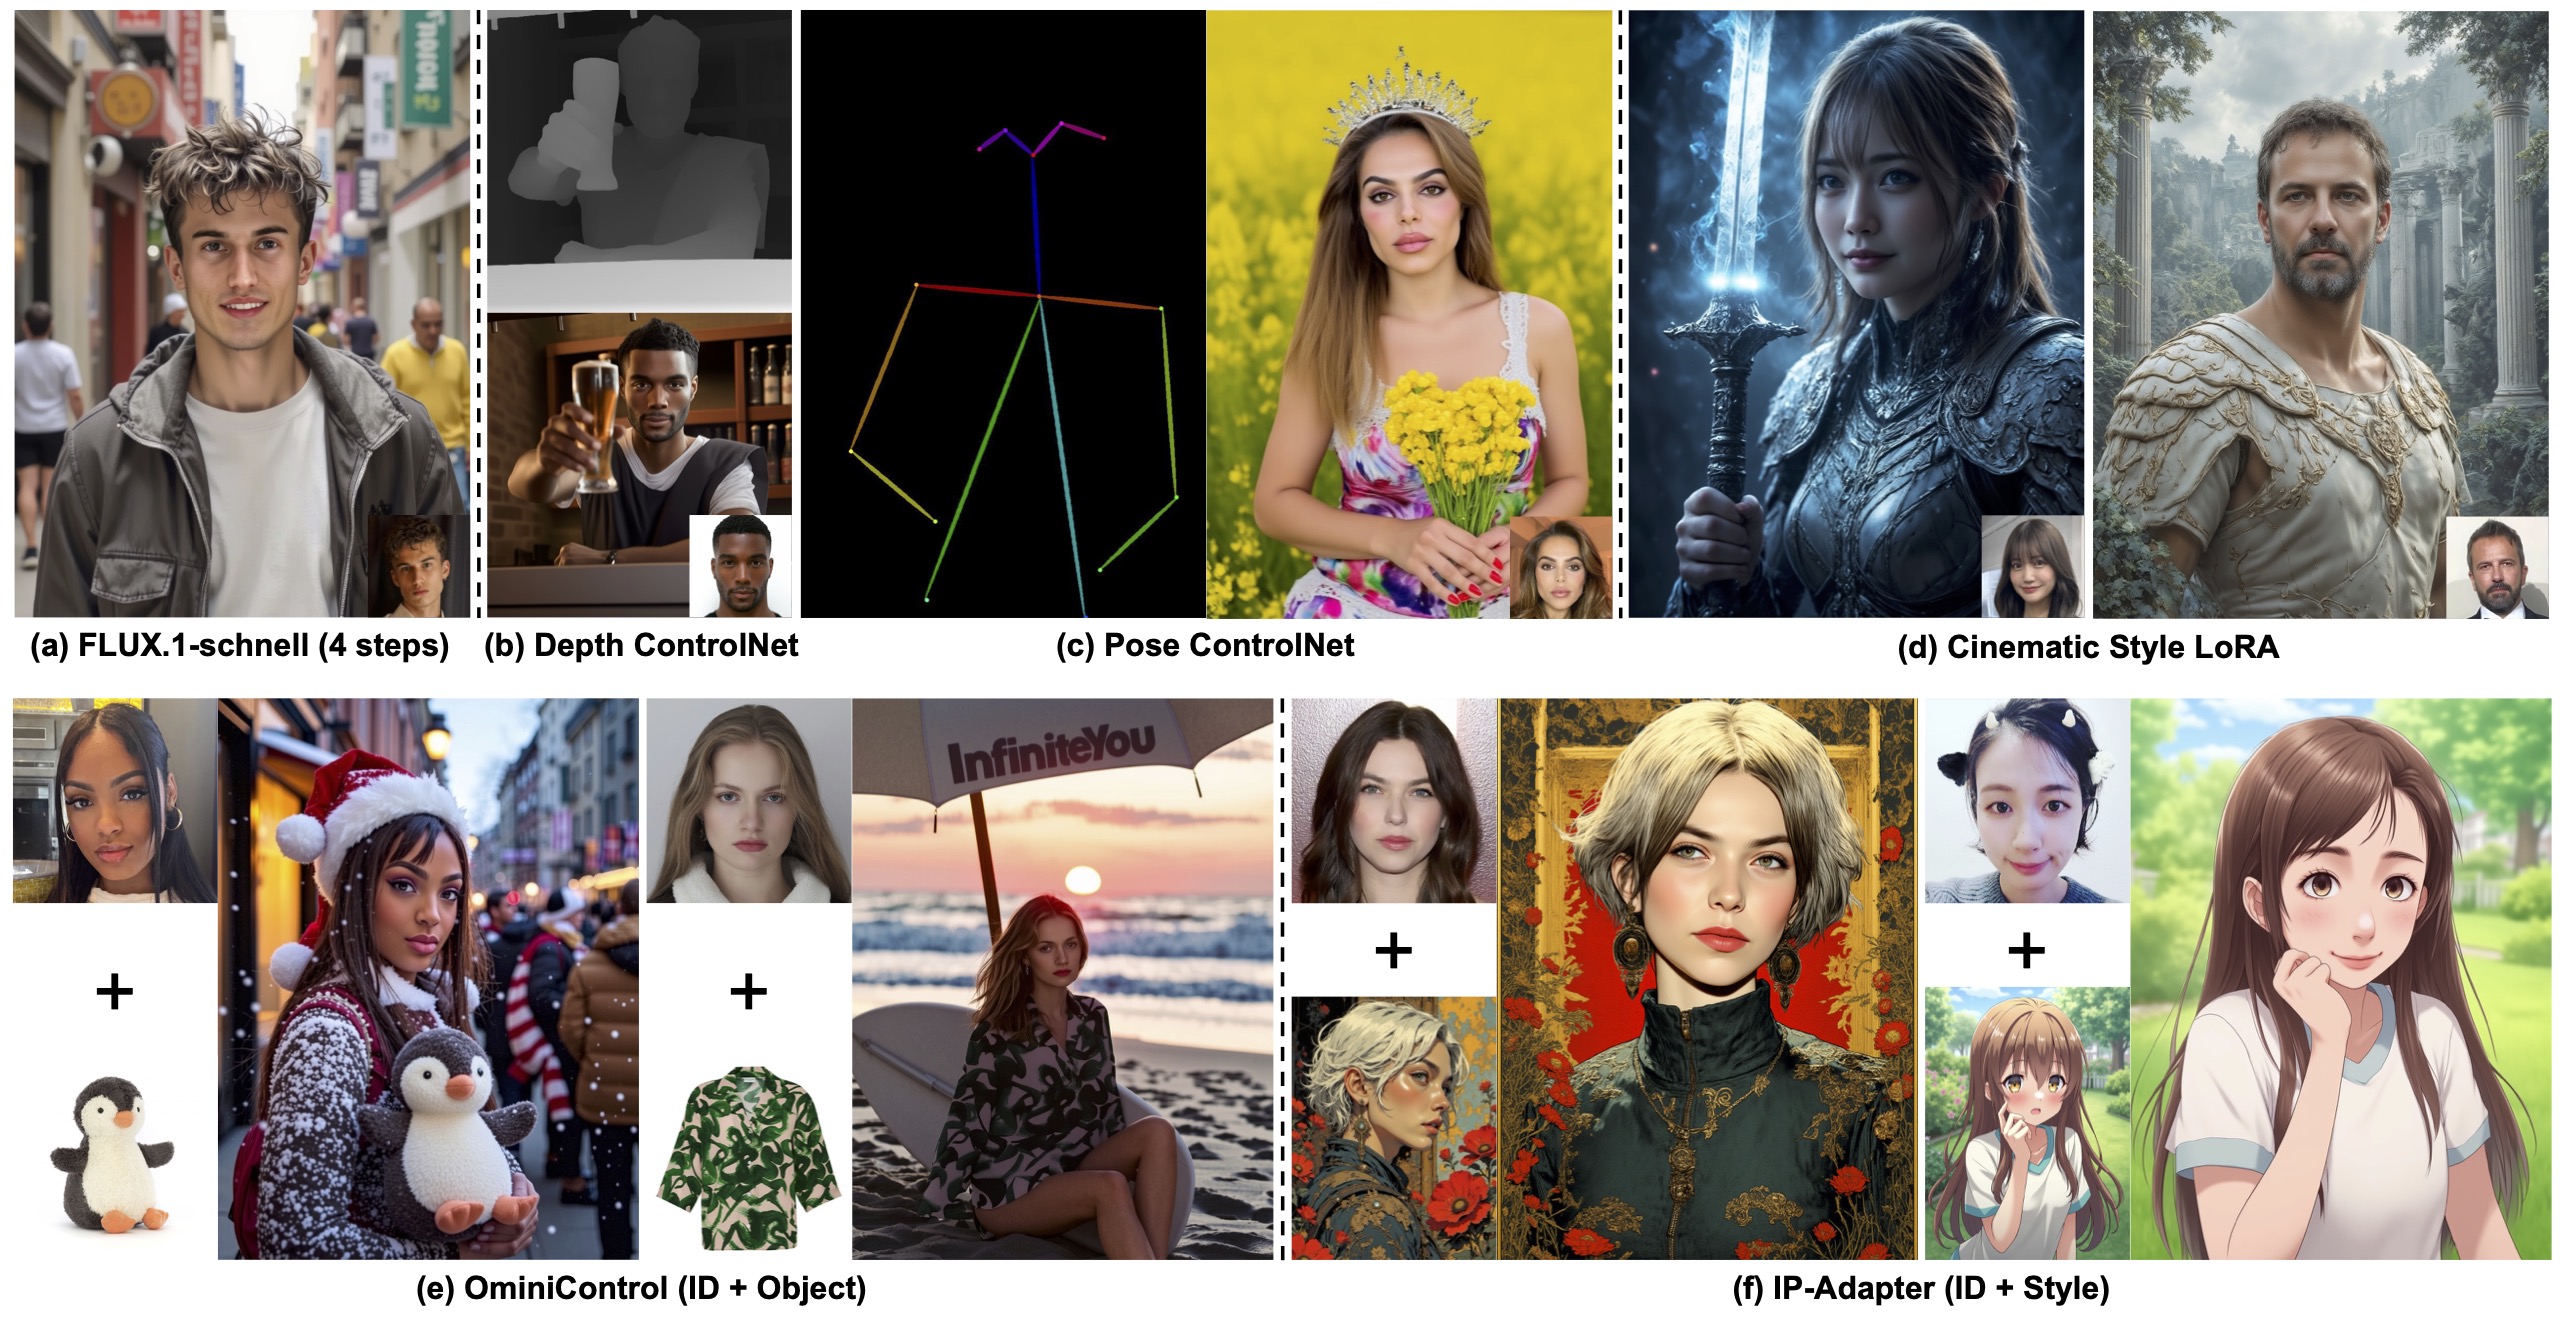 (a) FLUX.1-schnell (4 steps)
(b) Depth ControlNet
(c) Pose ControlNet
(d) Cinematic Style LoRA
InfiniteYou
+
+
+
+
(e) OminiControl (ID + Object)
(f) IP-Adapter (ID + Style)